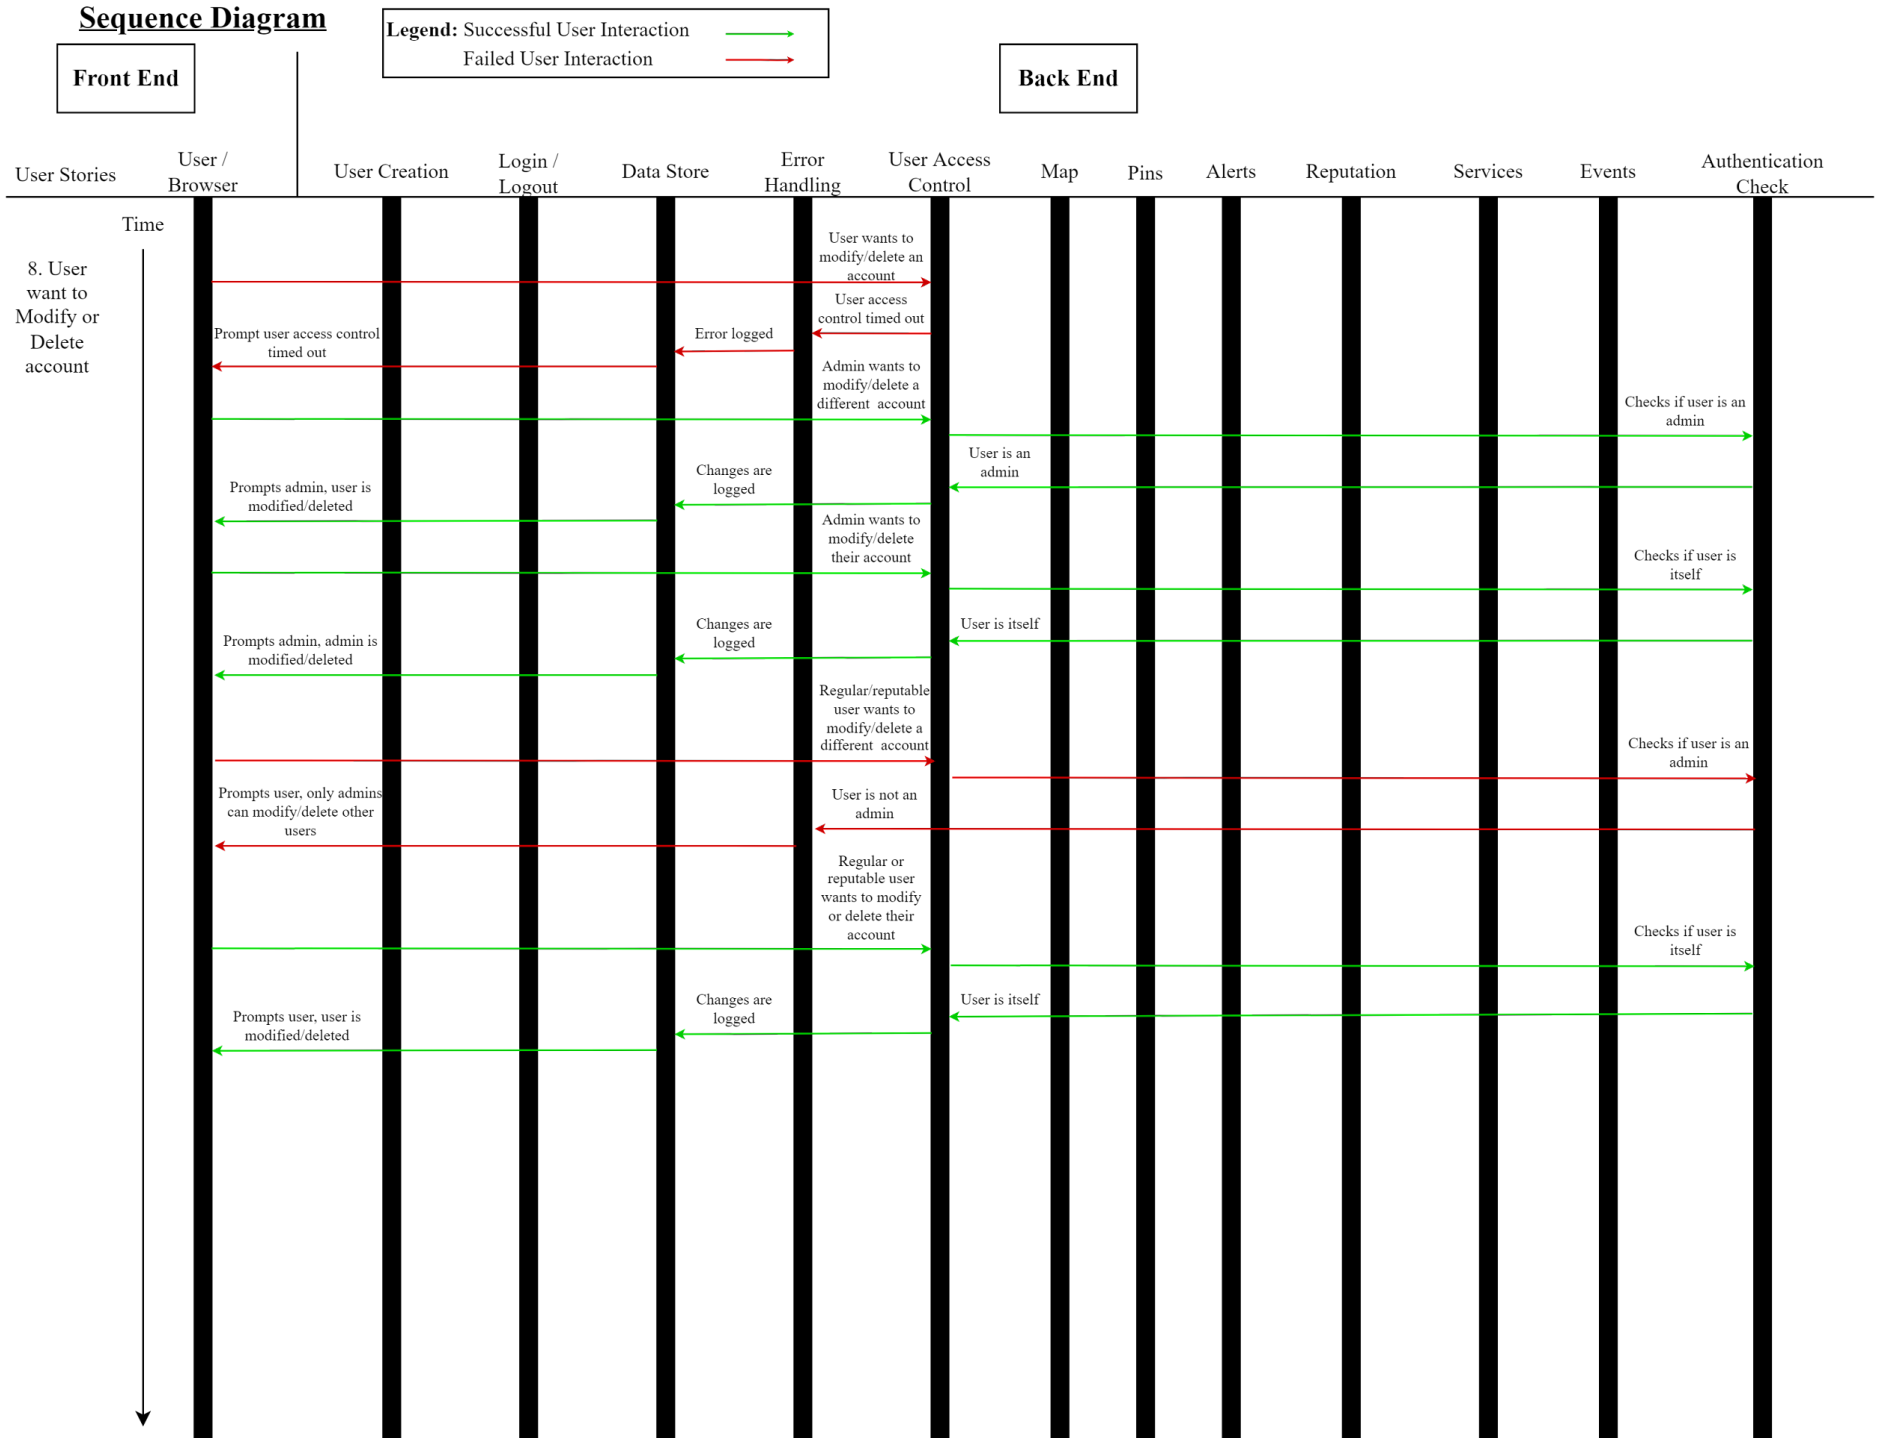 Sequence Diagram
Legend: Successful User Interaction
Failed User Interaction
Front End
Back End
User Stories
User /
Browser
User Creation
Login /
Logout
Data Store
Error
Handling
User Access
Control
Map
Pins
Alerts
Reputation
Services
Events
Authentication
Check
Time
8. User
want to
Modify or
Delete
account
User wants to
modify/delete an
account
User access
control timed out
Error logged
Prompt user access control
timed out
Admin wants to
modify/delete a
different  account
Checks if user is an
admin
User is an
admin
Changes are
logged
Prompts admin, user is
modified/deleted
Admin wants to
modify/delete
their account
Checks if user is
itself
User is itself
Changes are
logged
Prompts admin, admin is
modified/deleted
Regular/reputable
user wants to
modify/delete a
different  account
Checks if user is an
admin
User is not an
admin
Prompts user, only admins
can modify/delete other
users
Regular or
reputable user
wants to modify
or delete their
account
Checks if user is
itself
User is itself
Changes are
logged
Prompts user, user is
modified/deleted